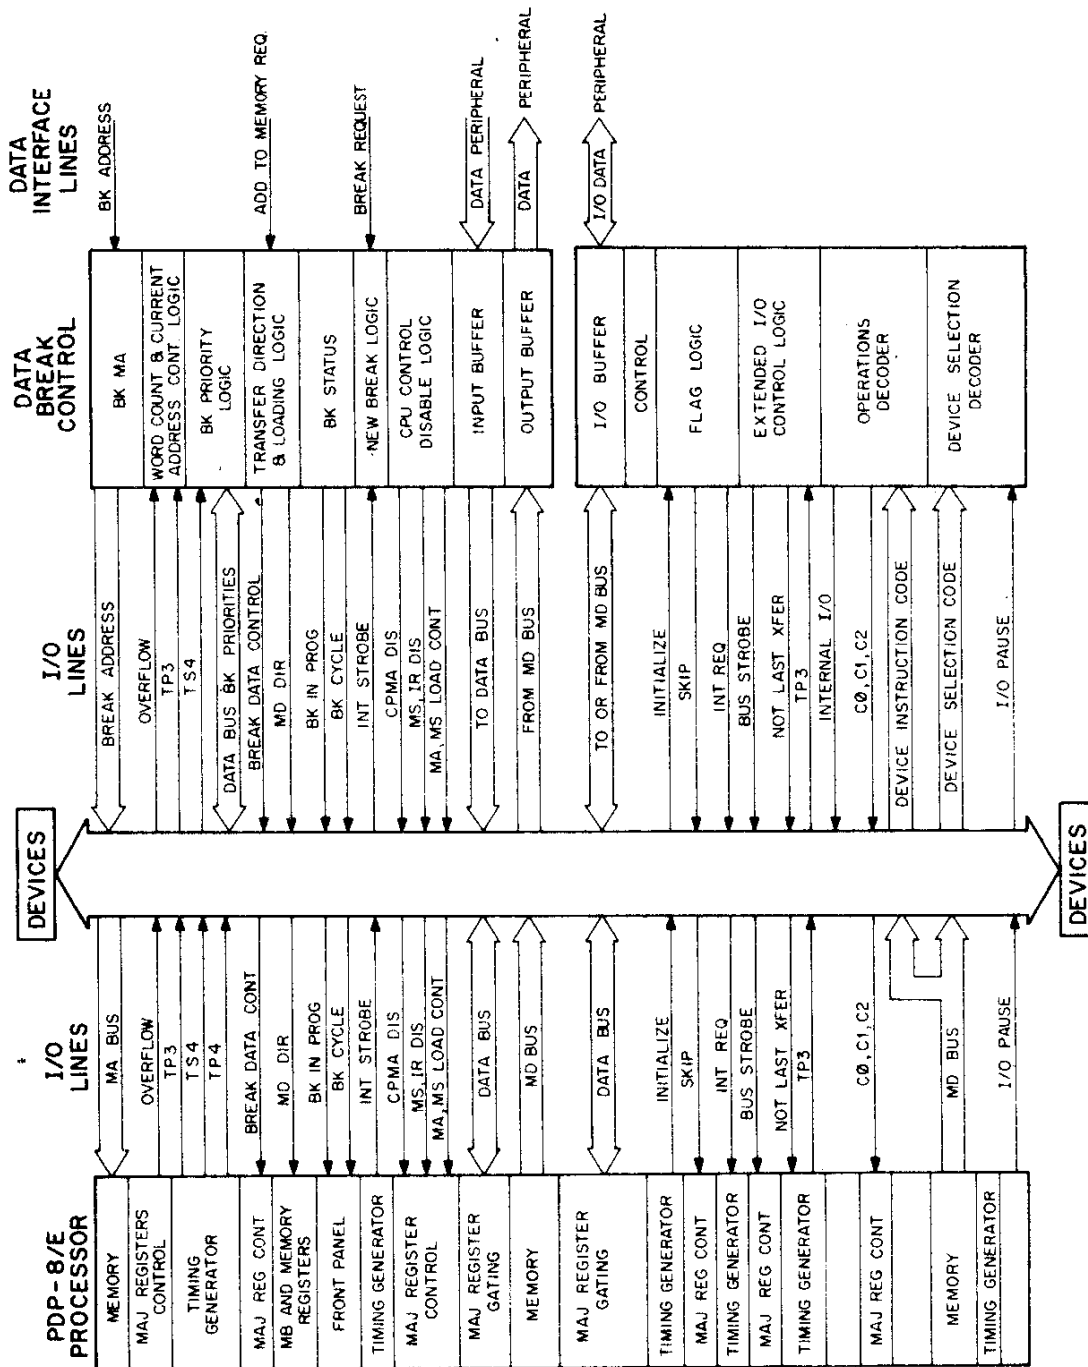 PDP-8/E
PROCESSOR
I/O
LINES
I/O
LINES
DATA
BREAK
CONTROL
DATA
INTERFACE
LINES
DEVICES
MEMORY
MAJ REGISTERS
CONTROL
TIMING
GENERATOR
MAJ REG CONT
MB AND MEMORY
REGISTERS
FRONT PANEL
TIMING GENERATOR
MAJ REGISTER
CONTROL
MAJ REGISTER
GATING
MEMORY
MAJ REGISTER
GATING
TIMING GENERATOR
MAJ REG CONT
TIMING GENERATOR
MAJ REG CONT
TIMING GENERATOR
MAJ REG CONT
MEMORY
TIMING GENERATOR
MA BUS
OVERFLOW
TP3
TS4
TP4
BREAK DATA CONT
MD DIR
BK IN PROG
BK CYCLE
INT STROBE
CPMA DIS
MS,IR DIS
MA,MS LOAD CONT
DATA BUS
MD BUS
DATA BUS
INITIALIZE
SKIP
INT REQ
BUS STROBE
NOT LAST XFER
TP3
CØ,C1,C2
MD BUS
I/O PAUSE
BREAK ADDRESS
OVERFLOW
TP3
TS4
DATA BUS BK PRIORITIES
BREAK DATA CONTROL
MD DIR
BK IN PROG
BK CYCLE
INT STROBE
CPMA DIS
MS,IR DIS
MA,MS LOAD CONT
TO DATA BUS
FROM MD BUS
TO OR FROM MD BUS
INITIALIZE
SKIP
INT REQ
BUS STROBE
NOT LAST XFER
TP3
INTERNAL I/O
CØ,C1,C2
DEVICE INSTRUCTION CODE
DEVICE SELECTION CODE
I/O PAUSE
BK MA
WORD COUNT & CURRENT
ADDRESS CONT. LOGIC
BK PRIORITY
LOGIC
TRANSFER DIRECTION
& LOADING LOGIC
BK STATUS
NEW BREAK LOGIC
CPU CONTROL
DISABLE LOGIC
INPUT BUFFER
OUTPUT BUFFER
I/O BUFFER
CONTROL
FLAG LOGIC
EXTENDED I/O
CONTROL LOGIC
OPERATIONS
DECODER
DEVICE SELECTION
DECODER
BK ADDRESS
ADD TO MEMORY REQ.
BREAK REQUEST
DATA PERIPHERAL
DATA PERIPHERAL
I/O DATA PERIPHERAL
DEVICES